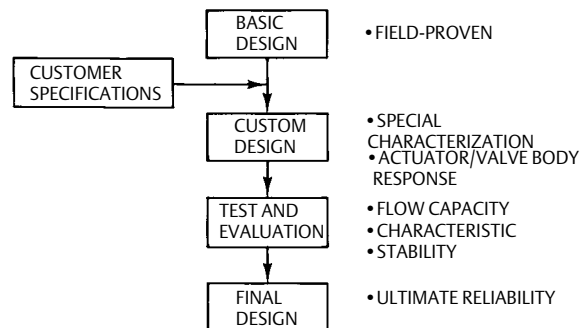 BASIC
DESIGN
• FIELD-PROVEN
CUSTOMER
SPECIFICATIONS
CUSTOM
DESIGN
• SPECIAL
CHARACTERIZATION
• ACTUATOR/VALVE BODY
RESPONSE
TEST AND
EVALUATION
• FLOW CAPACITY
• CHARACTERISTIC
• STABILITY
FINAL
DESIGN
• ULTIMATE RELIABILITY